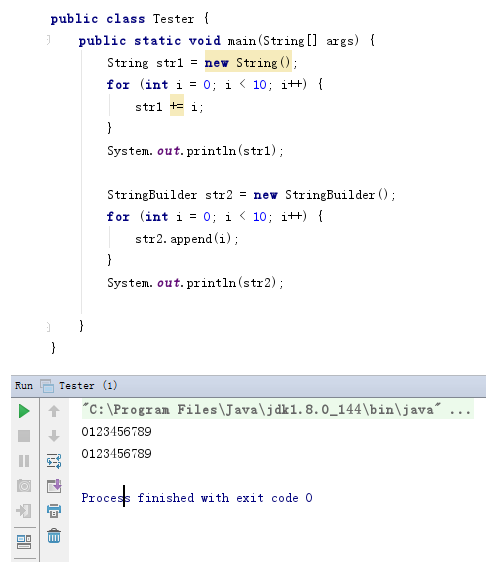 public class Tester {
public static void main(String[] args) {
String str1 = new String();
for (int i = 0; i < 10; i++) {
str1 += i;
}
System.out.println(str1);
StringBuilder str2 = new StringBuilder();
for (int i = 0; i < 10; i++) {
str2.append(i);
}
System.out.println(str2);
}
}
Run Tester (1)
"C:\Program Files\Java\jdk1.8.0_144\bin\java" ...
0123456789
0123456789
Process finished with exit code 0